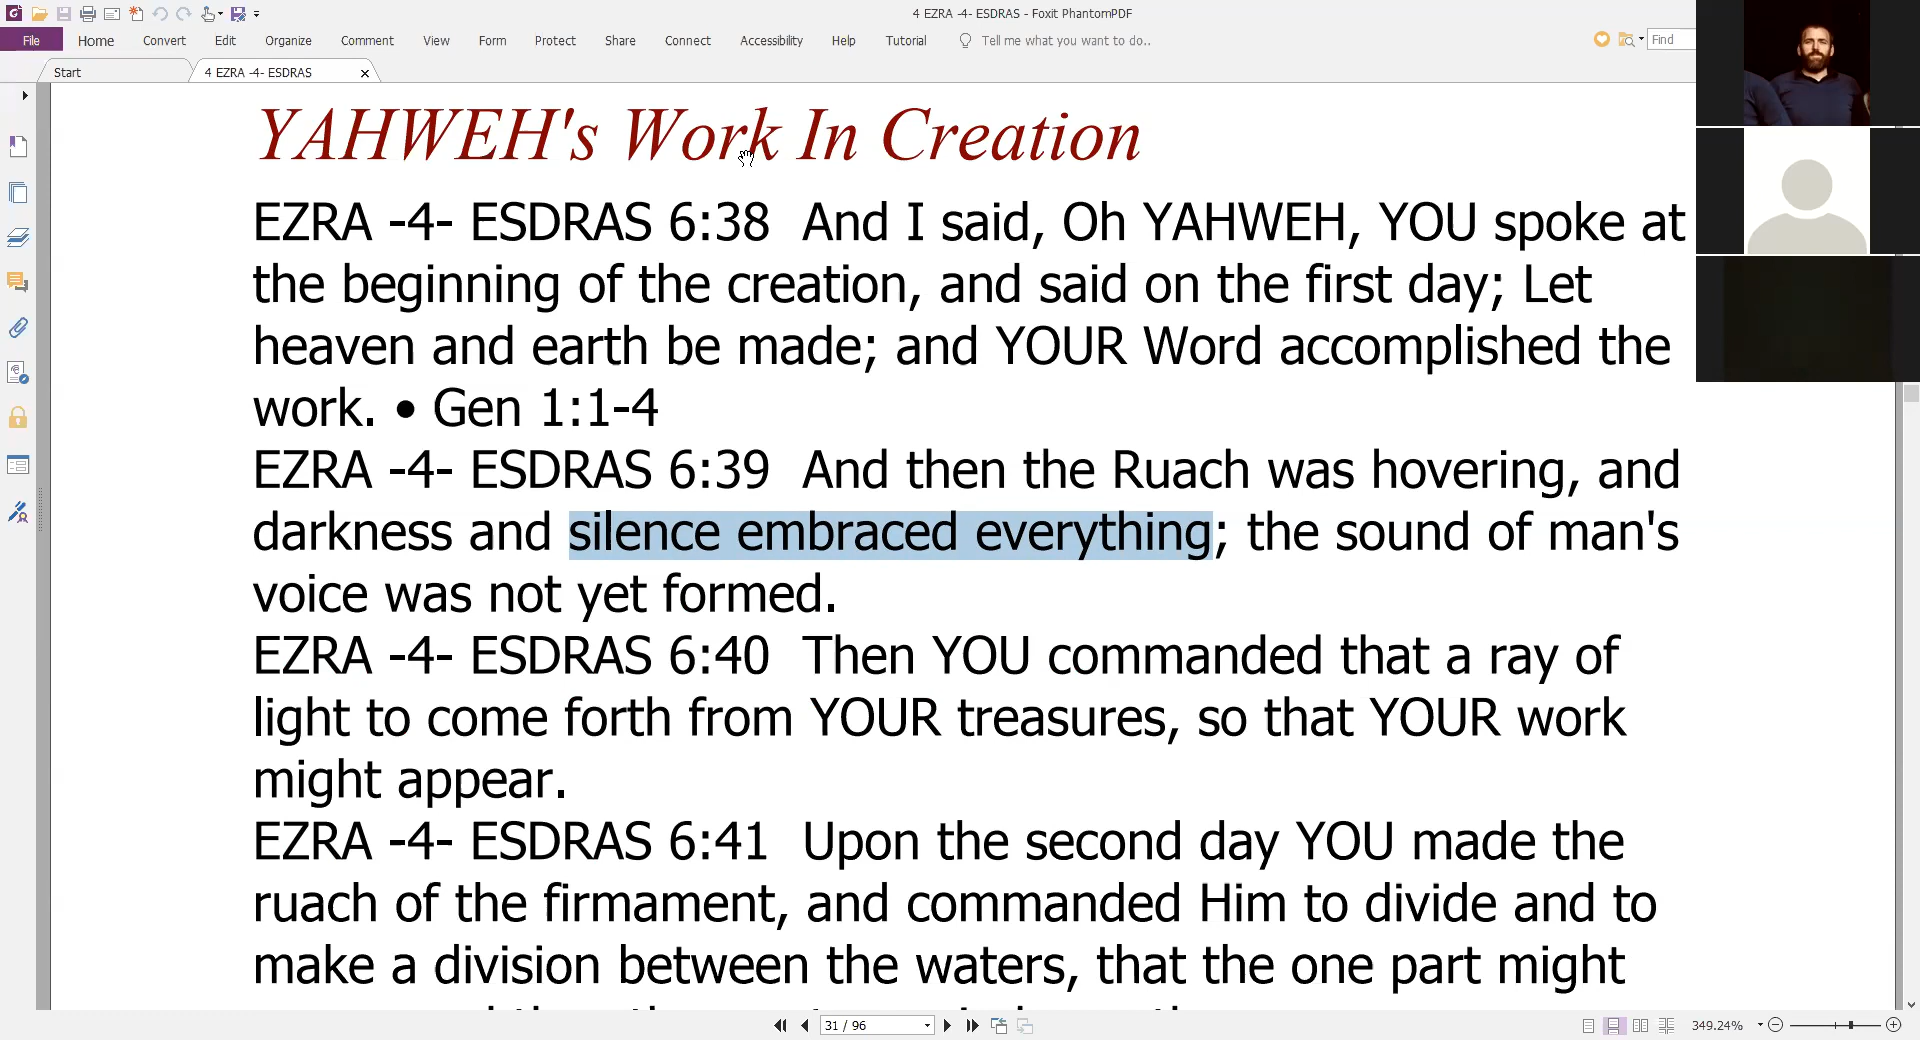 4 EZRA -4- ESDRAS - Foxit PhantomPDF
File Home Convert Edit Organize Comment View Form Protect Share Connect Accessibility Help Tutorial Tell me what you want to do.. Find
Start 4 EZRA -4- ESDRAS
YAHWEH's Work In Creation
EZRA -4- ESDRAS 6:38 And I said, Oh YAHWEH, YOU spoke at
the beginning of the creation, and said on the first day; Let
heaven and earth be made; and YOUR Word accomplished the
work. • Gen 1:1-4
EZRA -4- ESDRAS 6:39 And then the Ruach was hovering, and
darkness and silence embraced everything; the sound of man's
voice was not yet formed.
EZRA -4- ESDRAS 6:40 Then YOU commanded that a ray of
light to come forth from YOUR treasures, so that YOUR work
might appear.
EZRA -4- ESDRAS 6:41 Upon the second day YOU made the
ruach of the firmament, and commanded Him to divide and to
make a division between the waters, that the one part might
31 / 96
349.24%